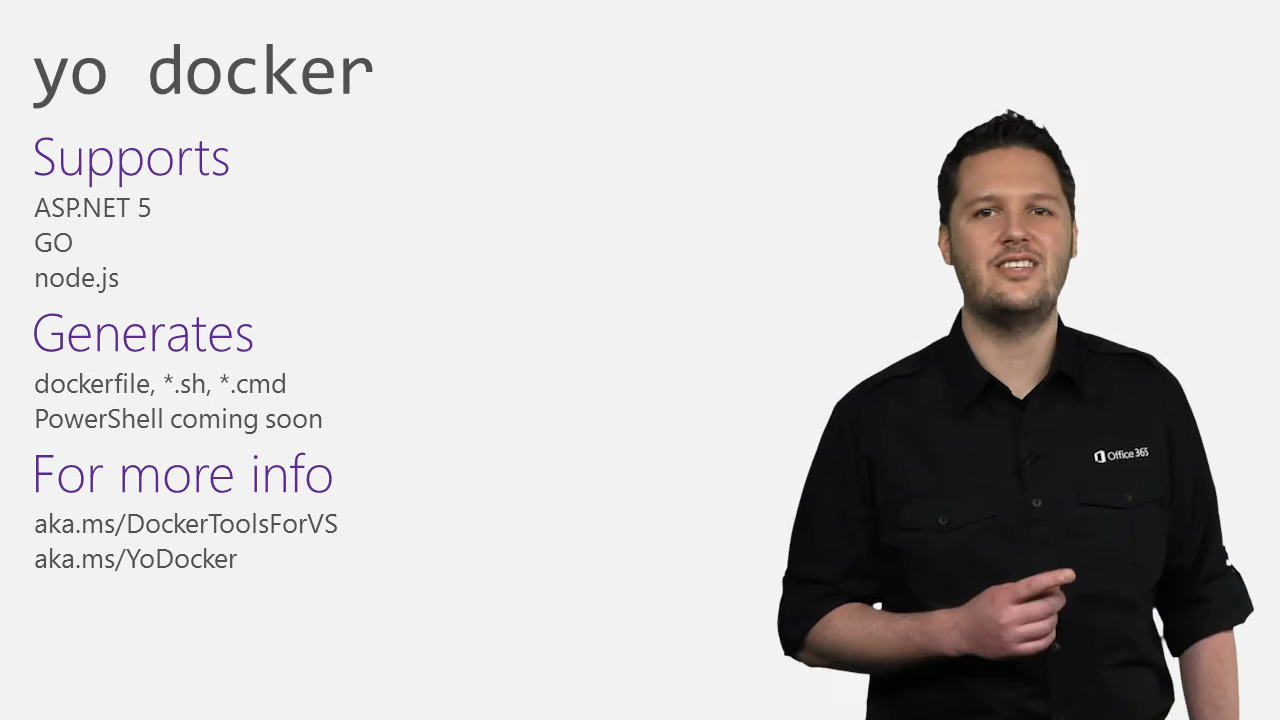 yo docker
Supports
ASP.NET 5
GO
node.js
Generates
dockerfile, *.sh, *.cmd
PowerShell coming soon
For more info
aka.ms/DockerToolsForVS
aka.ms/YoDocker
Office 365